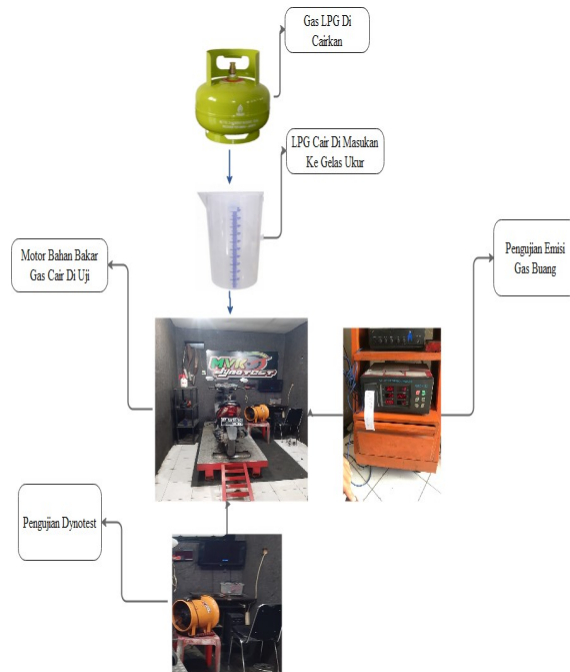 Gas LPG Di
Cairkan
LPG Cair Di Masukan
Ke Gelas Ukur
Motor Bahan Bakar
Gas Cair Di Uji
Pengujian Emisi
Gas Buang
Pengujian Dynotest